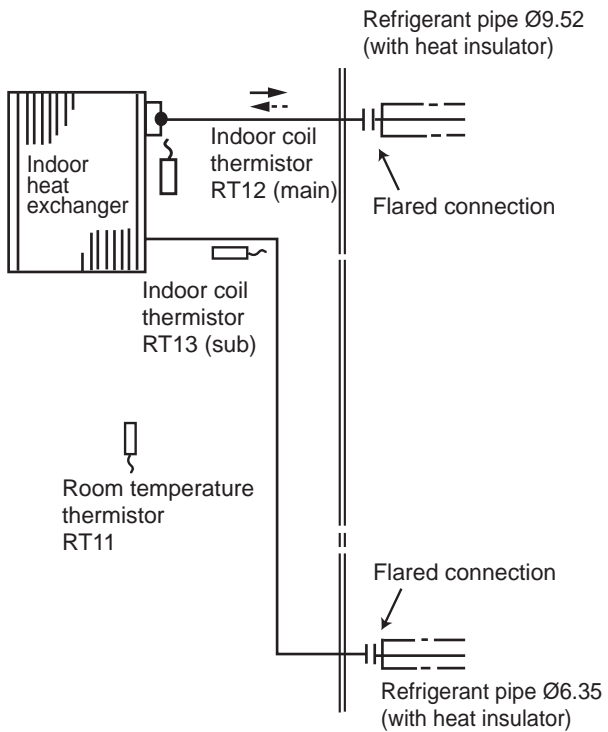 Refrigerant pipe Ø9.52
(with heat insulator)
Indoor
heat
exchanger
Indoor coil
thermistor
RT12 (main)
Flared connection
Indoor coil
thermistor
RT13 (sub)
Room temperature
thermistor
RT11
Flared connection
Refrigerant pipe Ø6.35
(with heat insulator)